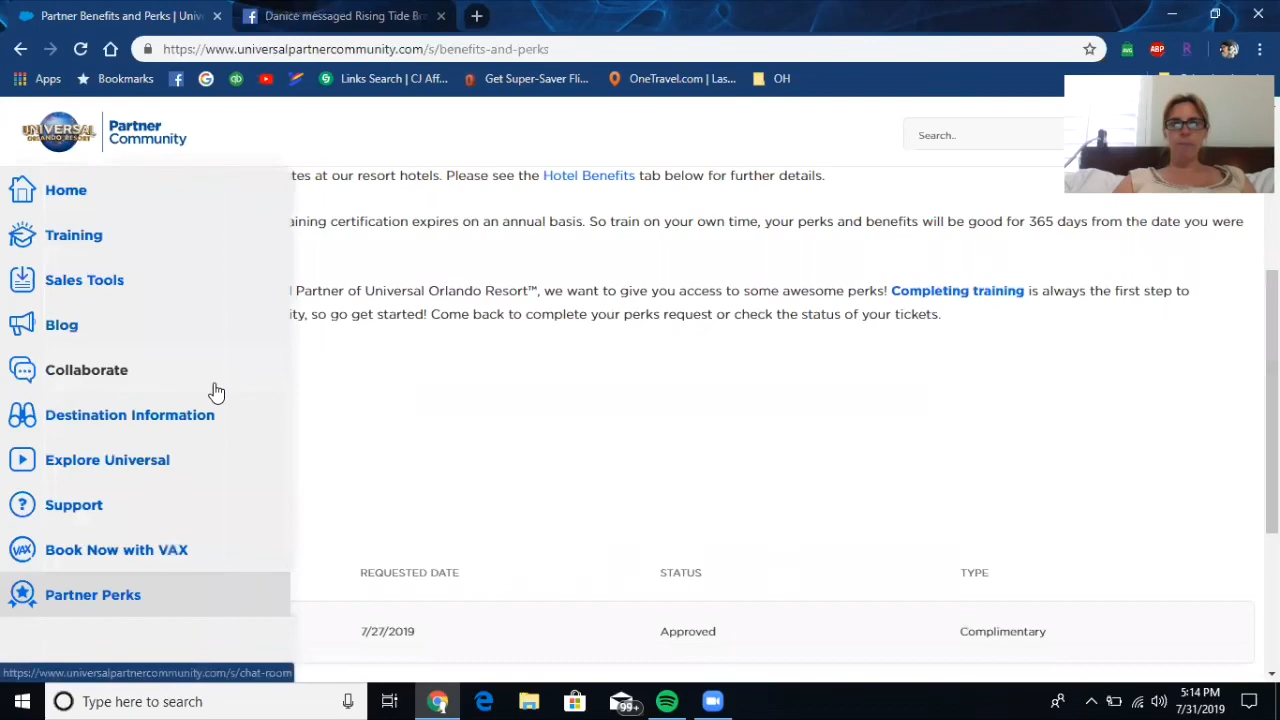 Partner Benefits and Perks | Univ
Danice messaged Rising Tide B
https://www.universalpartnercommunity.com/s/benefits-and-perks
ABP
Apps
Bookmarks
Links Search | CJ Aff...
Get Super-Saver Fli...
OneTravel.com | Las...
OH
UNIVERSAL
ORLANDO RESORT
Partner
Community
Search..
Home
tes at our resort hotels. Please see the Hotel Benefits tab below for further details.
Training
aining certification expires on an annual basis. So train on your own time, your perks and benefits will be good for 365 days from the date you were
Sales Tools
l Partner of Universal Orlando Resort™, we want to give you access to some awesome perks! Completing training is always the first step to
Blog
ity, so go get started! Come back to complete your perks request or check the status of your tickets.
Collaborate
Destination Information
Explore Universal
Support
VAX
Book Now with VAX
Partner Perks
REQUESTED DATE
STATUS
TYPE
7/27/2019
Approved
Complimentary
https://www.universalpartnercommunity.com/s/chat-room
Type here to search
99+
5:14 PM
7/31/2019